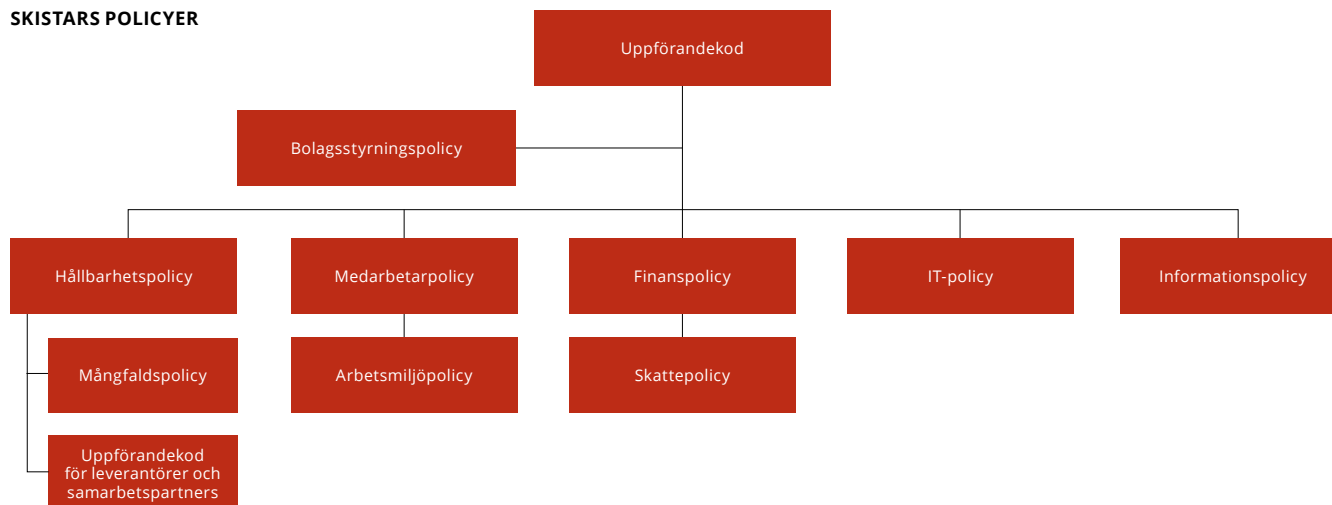 SKISTARS POLICYER
Uppförandekod
Bolagsstyrningspolicy
Hållbarhetspolicy
Medarbetarpolicy
Finanspolicy
IT-policy
Informationspolicy
Mångfaldspolicy
Arbetsmiljöpolicy
Skattepolicy
Uppförandekod
för leverantörer och
samarbetspartners